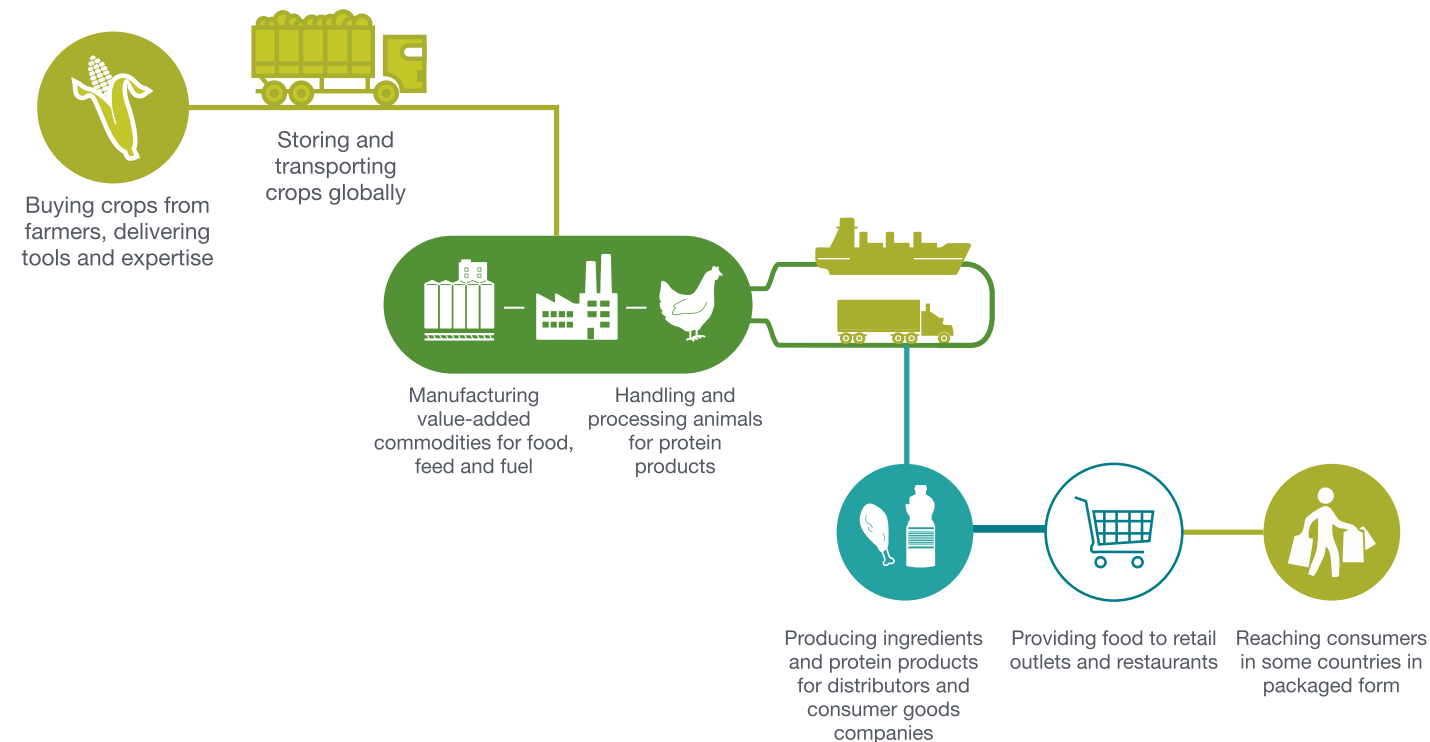 Storing and
transporting
crops globally
Buying crops from
farmers, delivering
tools and expertise
Manufacturing
value-added
commodities for food,
feed and fuel
Handling and
processing animals
for protein
products
Producing ingredients
and protein products
for distributors and
consumer goods
companies
Providing food to retail
outlets and restaurants
Reaching consumers
in some countries in
packaged form